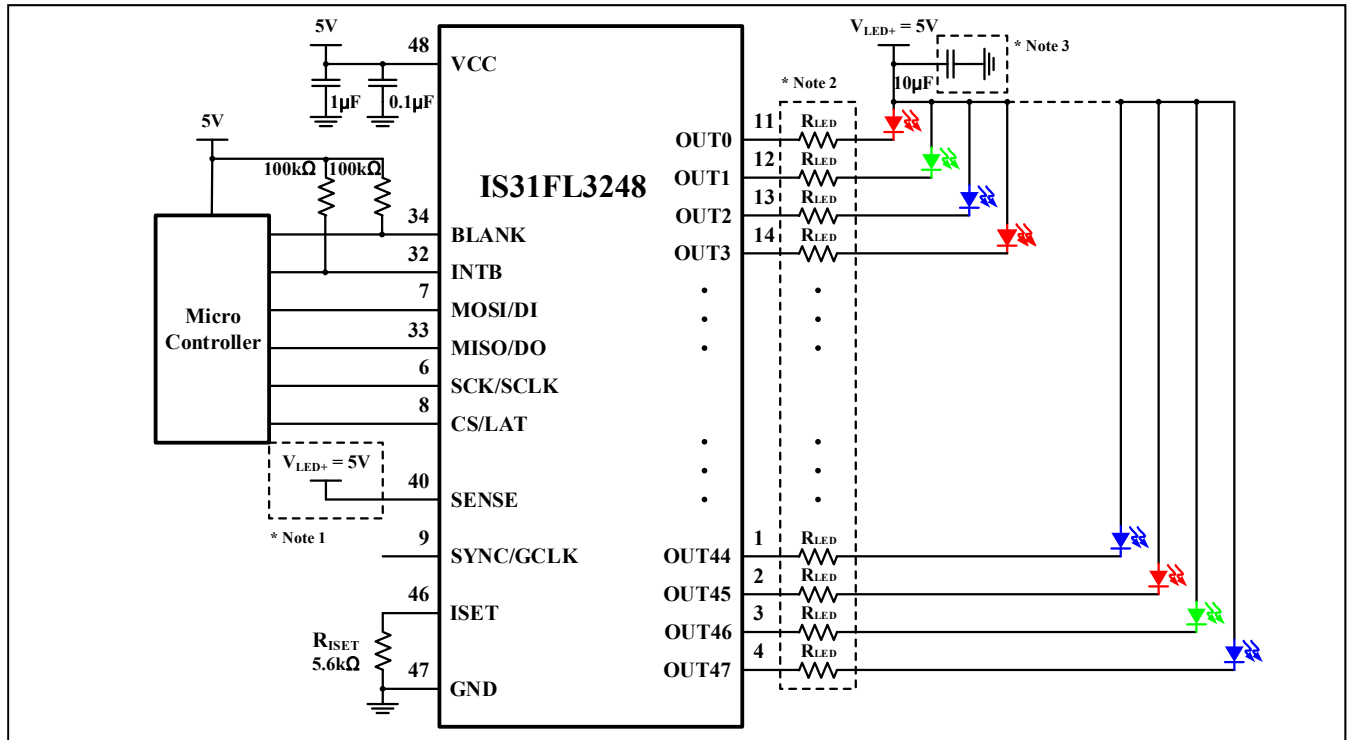 5V
48
VCC
1μF
0.1μF
5V
100kΩ
100kΩ
IS31FL3248
34
BLANK
32
INTB
7
MOSI/DI
Micro
Controller
33
MISO/DO
6
SCK/SCLK
8
CS/LAT
VLED+ = 5V
40
SENSE
* Note 1
9
SYNC/GCLK
46
ISET
RISET
5.6kΩ
47
GND
VLED+ = 5V
* Note 3
10μF
* Note 2
OUT0
11
RLED
OUT1
12
RLED
OUT2
13
RLED
OUT3
14
RLED
OUT44
1
RLED
OUT45
2
RLED
OUT46
3
RLED
OUT47
4
RLED